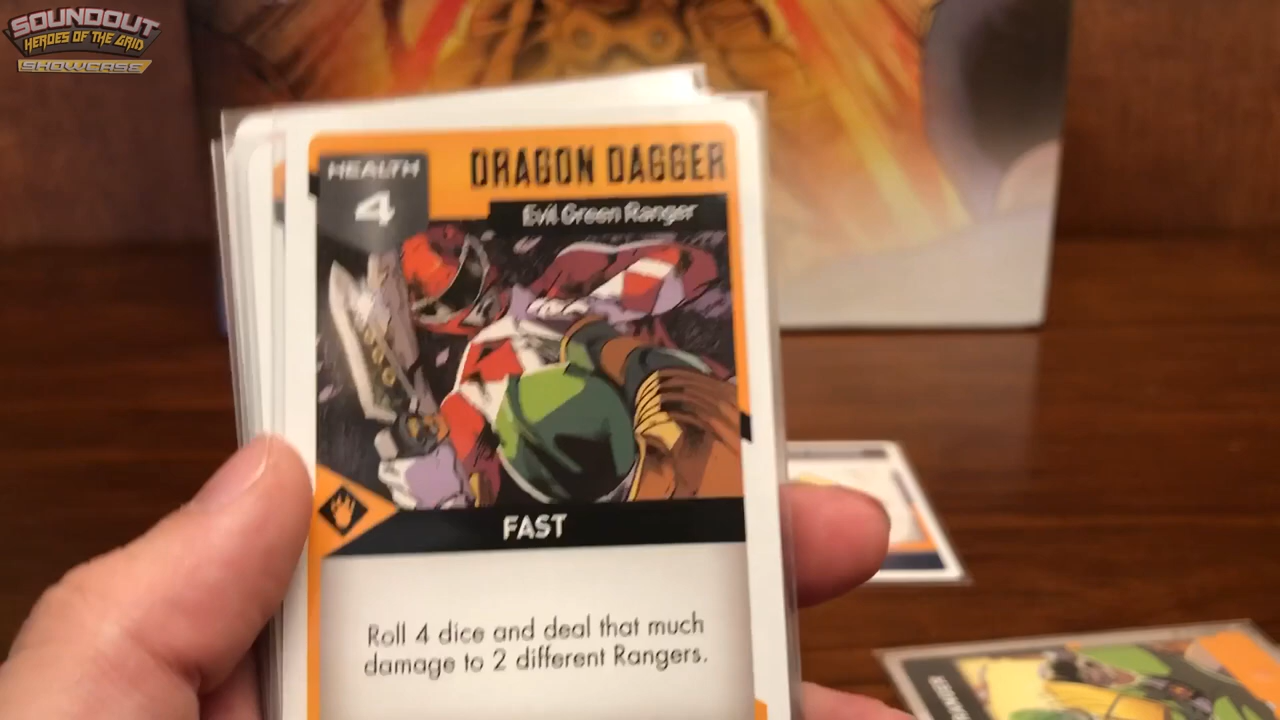 SOUNDOUT
HEROES OF THE GRID
SHOWCASE
HEALTH
4
DRAGON DAGGER
Evil Green Ranger
FAST
Roll 4 dice and deal that much
damage to 2 different Rangers.